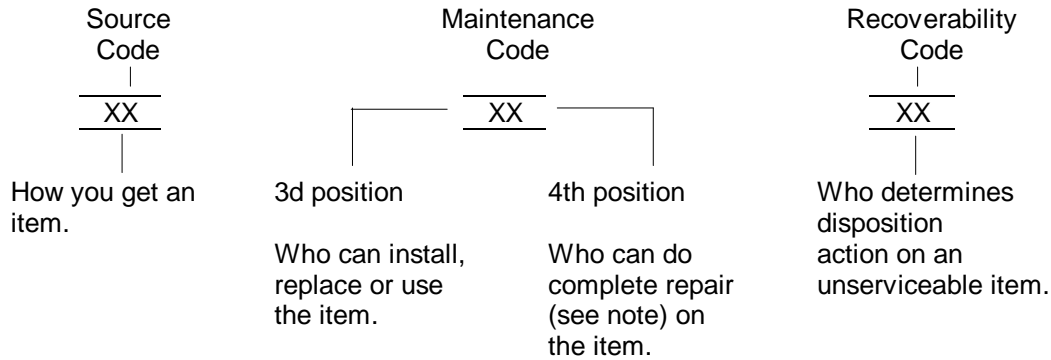 Source
Code
XX
How you get an
item.
Maintenance
Code
XX
3d position
Who can install,
replace or use
the item.
4th position
Who can do
complete repair
(see note) on
the item.
Recoverability
Code
XX
Who determines
disposition
action on an
unserviceable item.